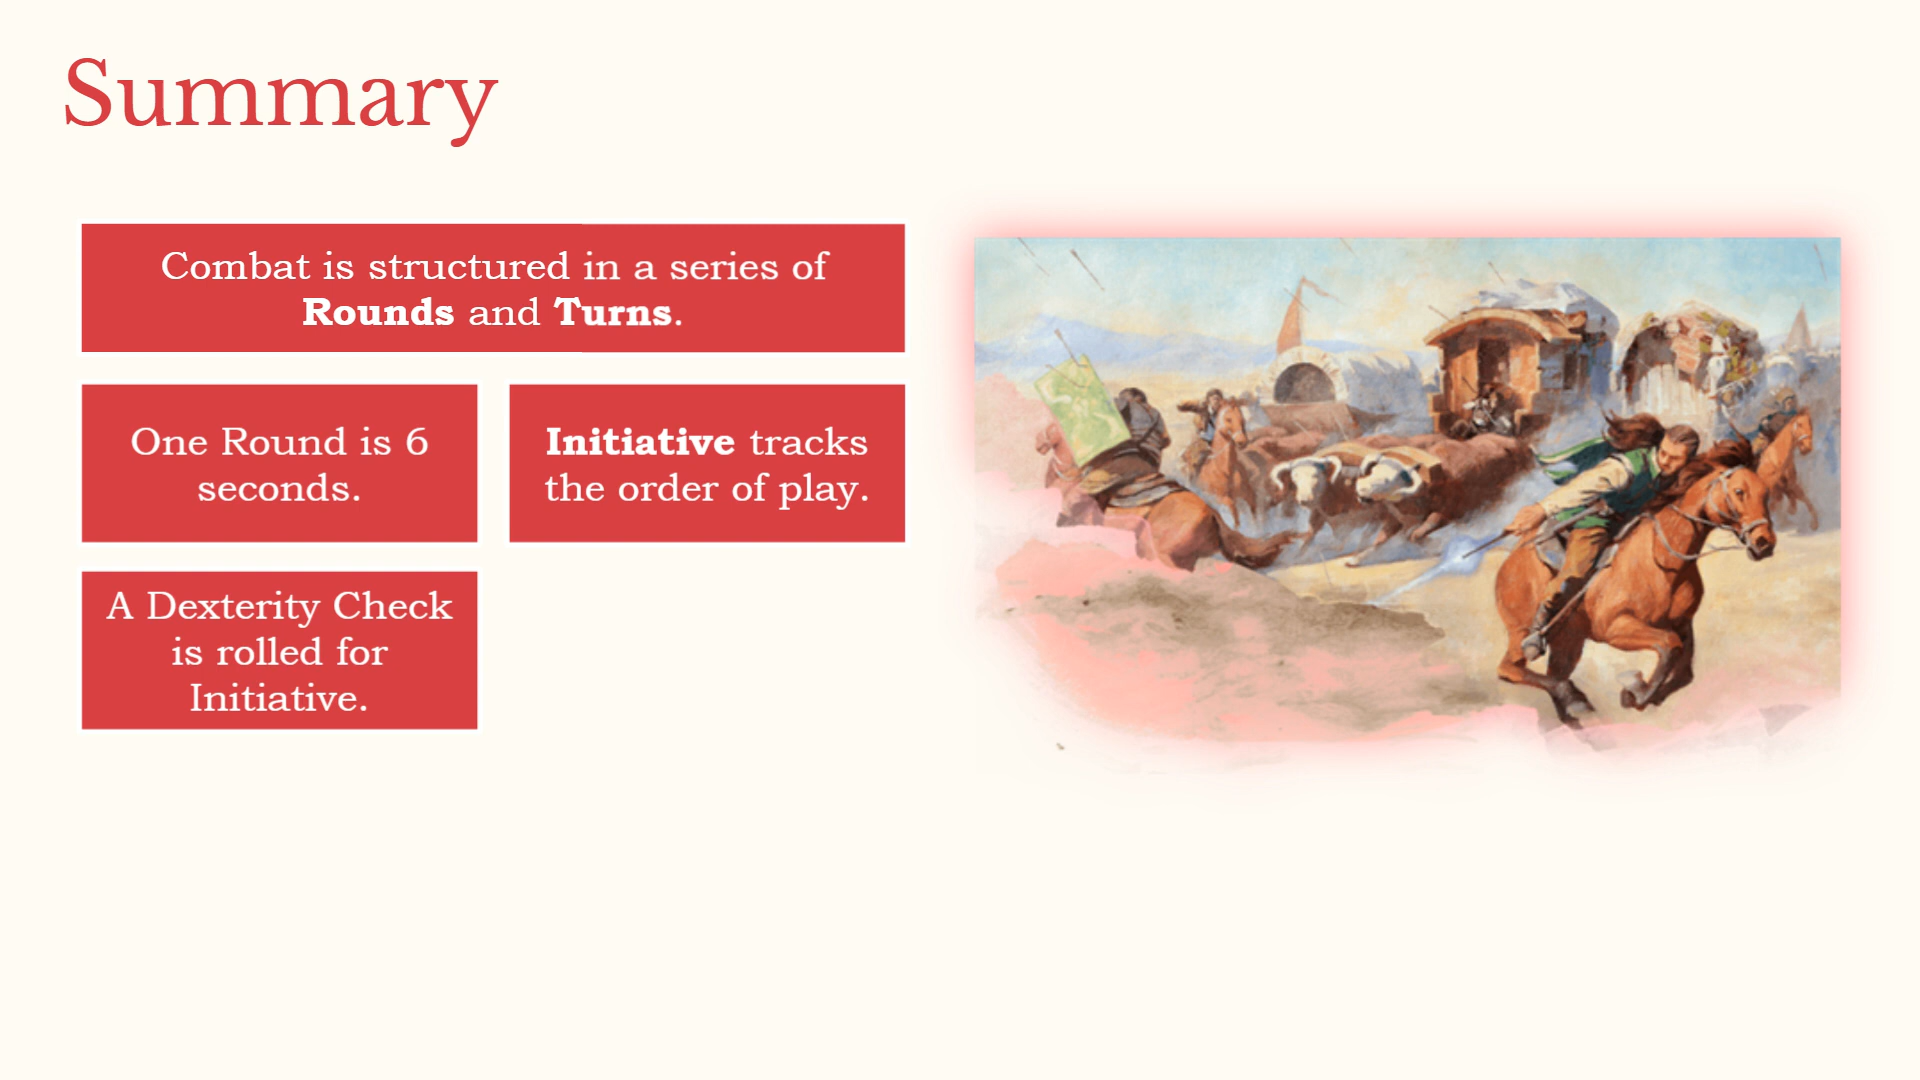 Summary
Combat is structured in a series of
Rounds and Turns.
One Round is 6
seconds.
Initiative tracks
the order of play.
A Dexterity Check
is rolled for
Initiative.